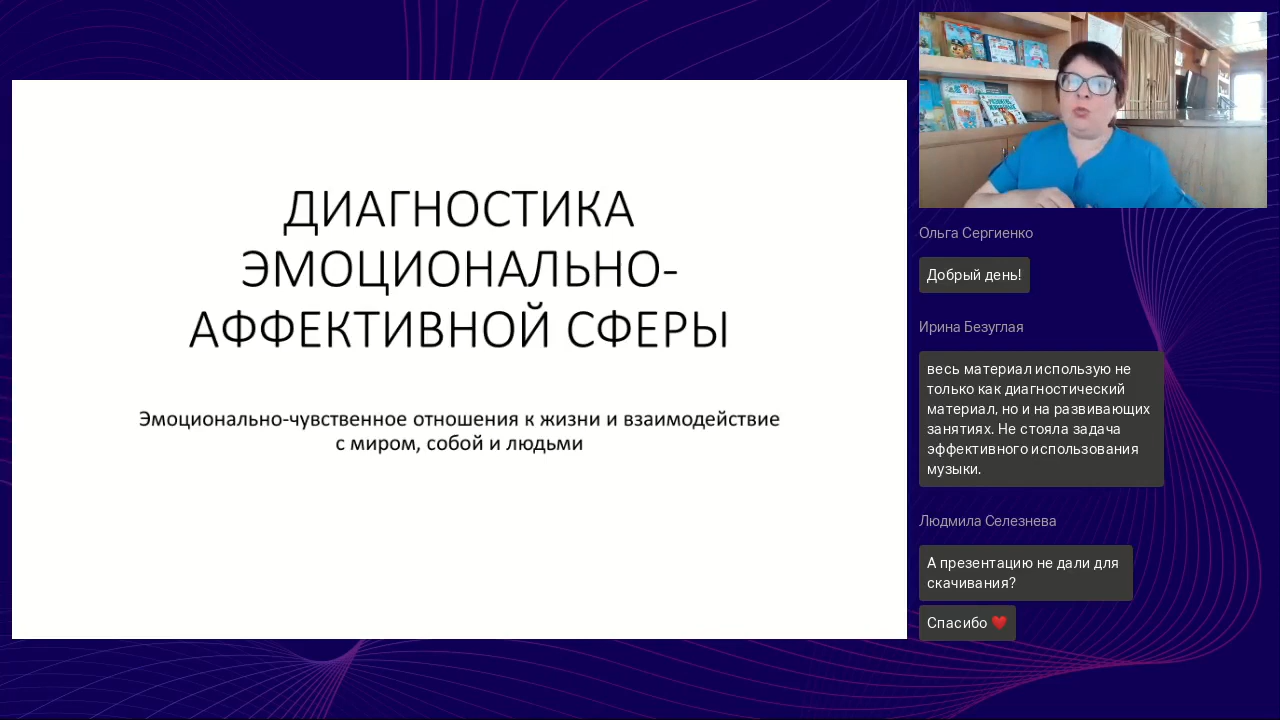 ДИАГНОСТИКА
ЭМОЦИОНАЛЬНО-
АФФЕКТИВНОЙ СФЕРЫ
Эмоционально-чувственное отношения к жизни и взаимодействие
с миром, собой и людьми
Ольга Сергиенко
Добрый день!
Ирина Безуглая
весь материал использую не
только как диагностический
материал, но и на развивающих
занятиях. Не стояла задача
эффективного использования
музыки.
Людмила Селезнева
А презентацию не дали для
скачивания?
Спасибо ❤️